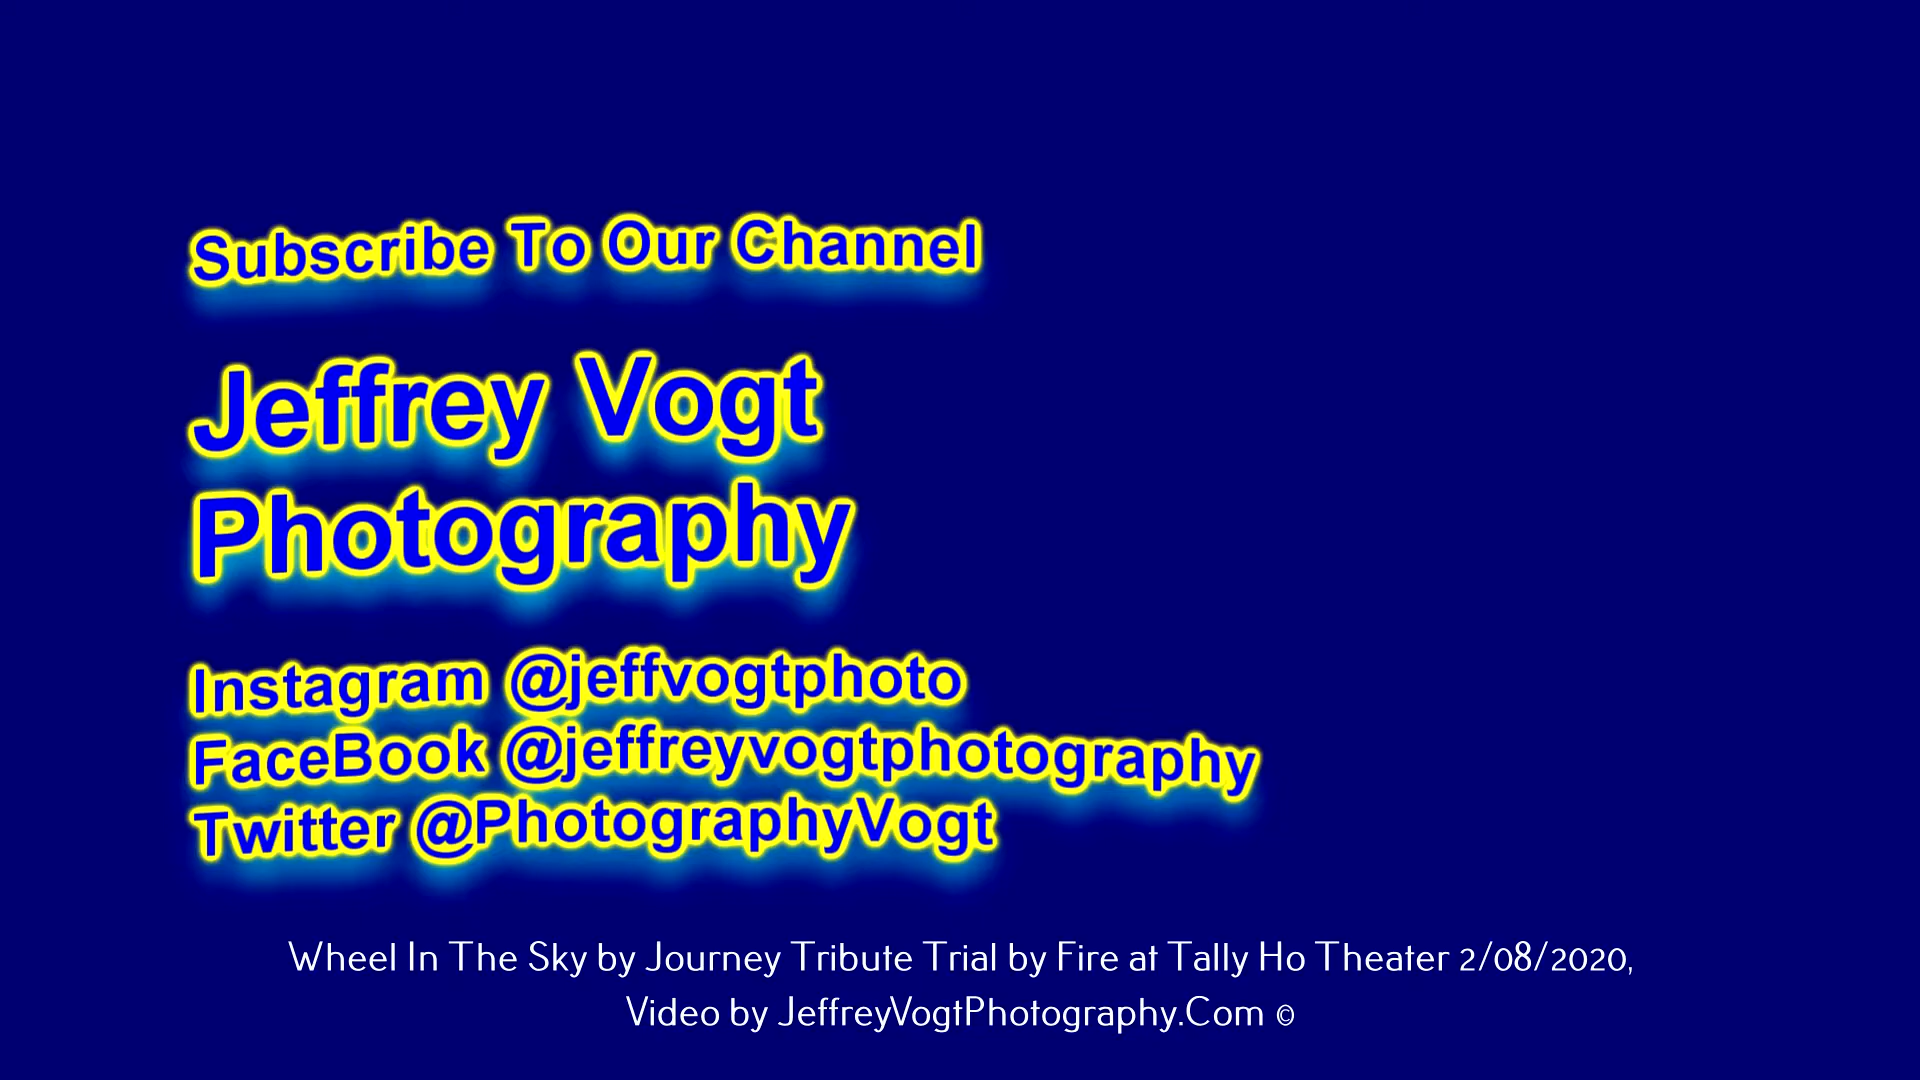 Subscribe To Our Channel
Jeffrey Vogt
Photography
Instagram @jeffvogtphoto
FaceBook @jeffreyvogtphotography
Twitter @PhotographyVogt
Wheel In The Sky by Journey Tribute Trial by Fire at Tally Ho Theater 2/08/2020,
Video by JeffreyVogtPhotography.Com ©